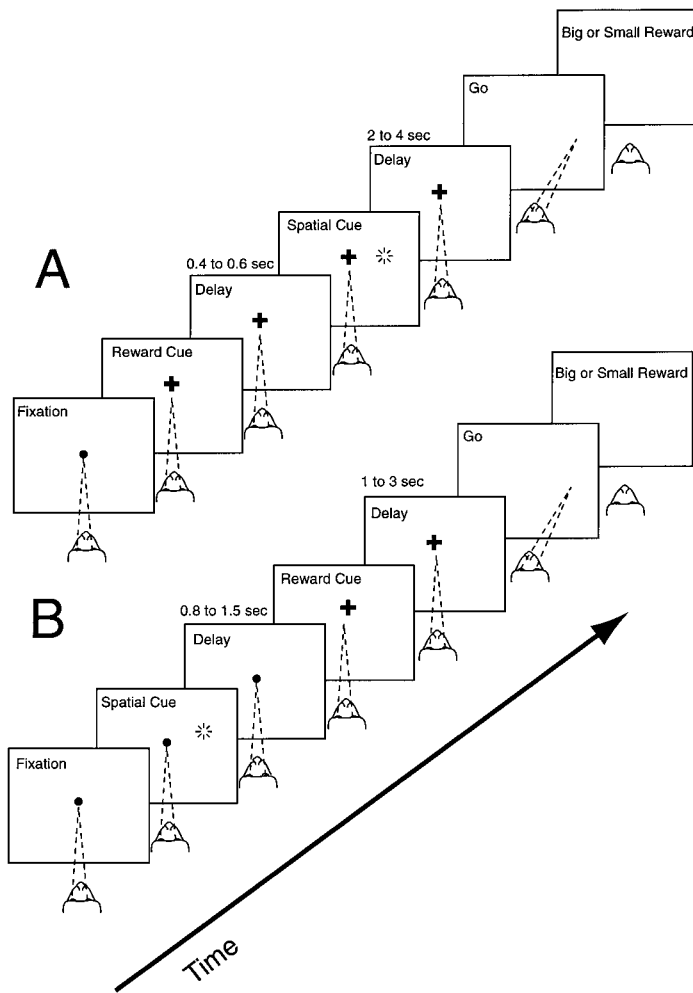 A
Fixation
Reward Cue
0.4 to 0.6 sec
Delay
Spatial Cue
2 to 4 sec
Delay
Go
Big or Small Reward
B
Fixation
Spatial Cue
0.8 to 1.5 sec
Delay
Reward Cue
1 to 3 sec
Delay
Go
Big or Small Reward
Time